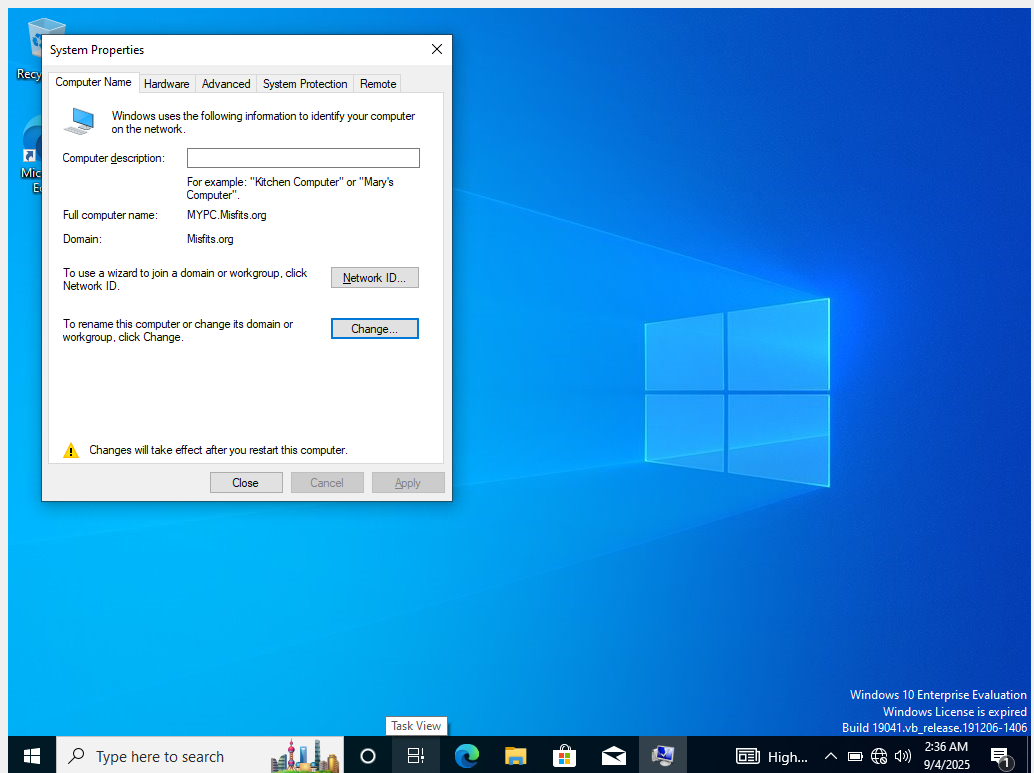 Recy
System Properties
Computer Name Hardware Advanced System Protection Remote
Windows uses the following information to identify your computer
on the network.
Computer description:
For example: "Kitchen Computer" or "Mary's
Computer".
Full computer name: MYPC.Misfits.org
Domain: Misfits.org
To use a wizard to join a domain or workgroup, click
Network ID.
Network ID...
To rename this computer or change its domain or
workgroup, click Change.
Change...
Changes will take effect after you restart this computer.
Close Cancel Apply
Mic
E
Windows 10 Enterprise Evaluation
Windows License is expired
Build 19041.vb_release.191206-1406
Task View
Type here to search
High...
2:36 AM
9/4/2025
1